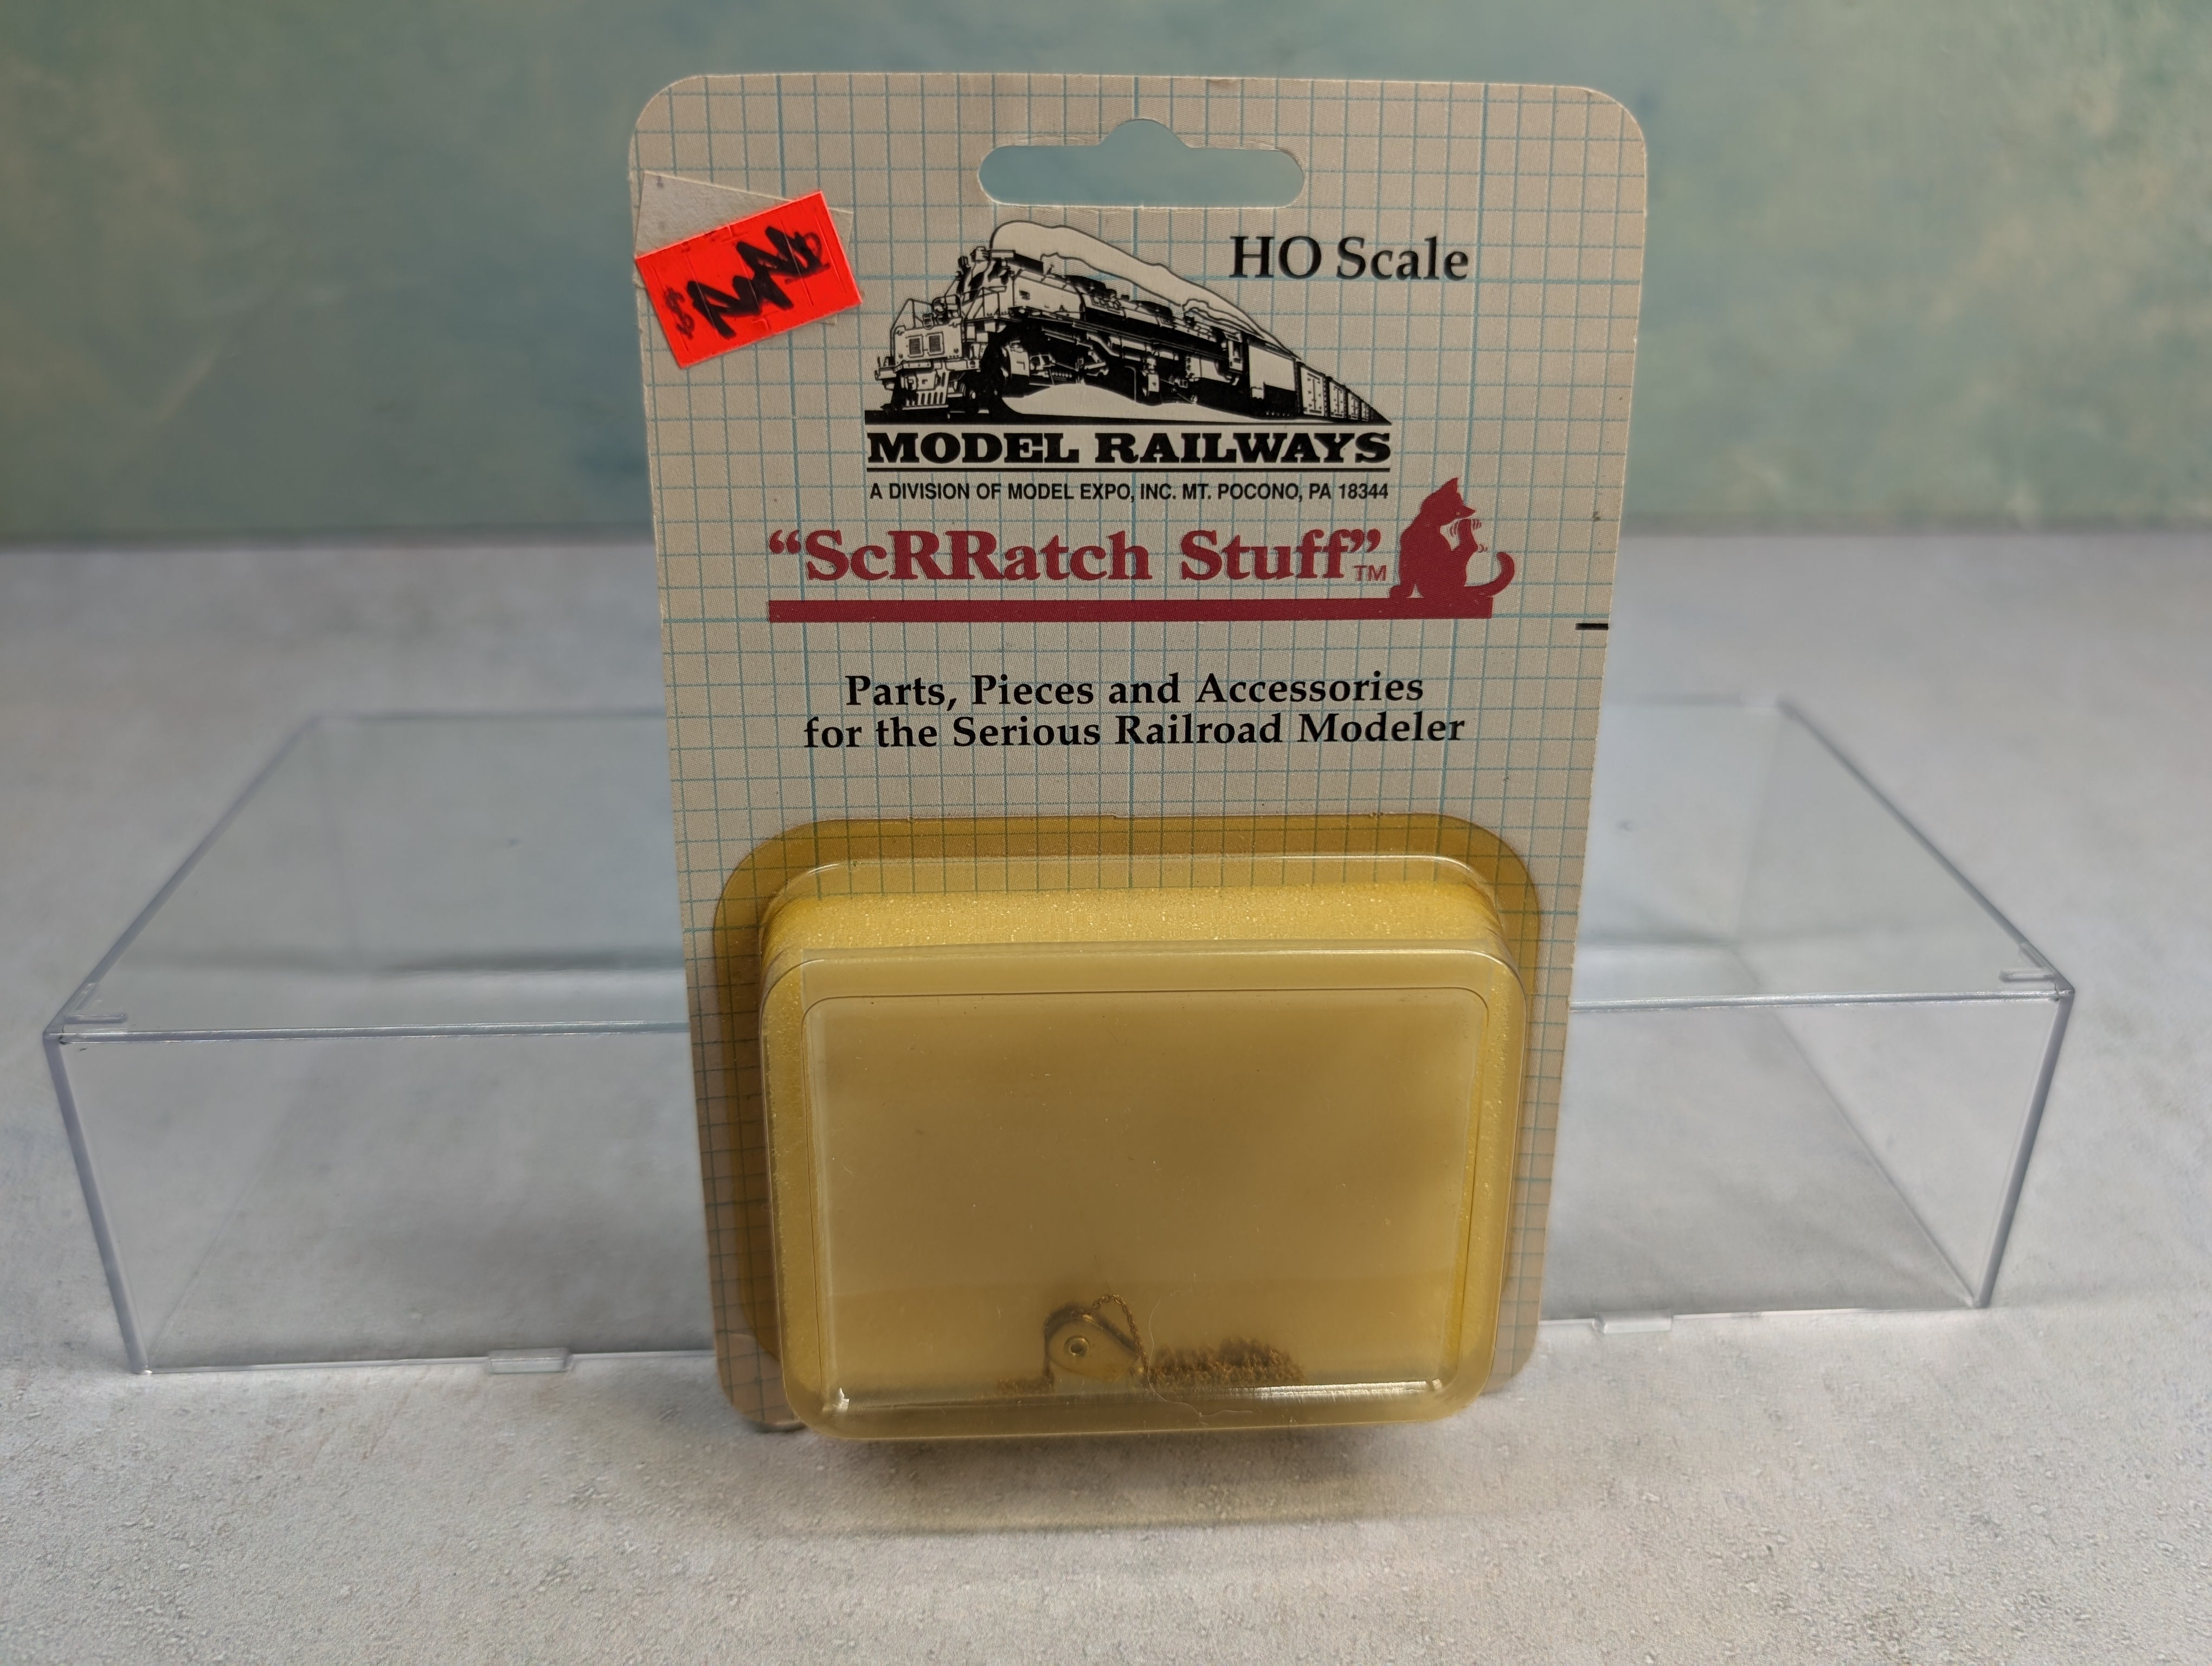 HO Scale
MODEL RAILWAYS
A DIVISION OF MODEL EXPO, INC. MT. POCONO, PA 18344
“ScRRatch Stuff”™
Parts, Pieces and Accessories
for the Serious Railroad Modeler
$